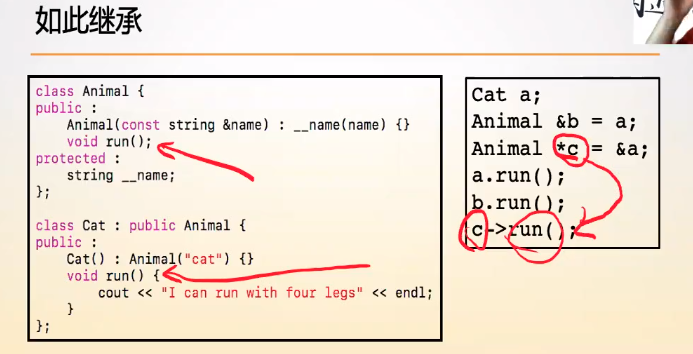 如此继承
class Animal {
public :
    Animal(const string &name) : __name(name) {}
    void run();
protected :
    string __name;
};
class Cat : public Animal {
public :
    Cat() : Animal("cat") {}
    void run() {
        cout << "I can run with four legs" << endl;
    }
};
Cat a;
Animal &b = a;
Animal *c = &a;
a.run();
b.run();
c->run();